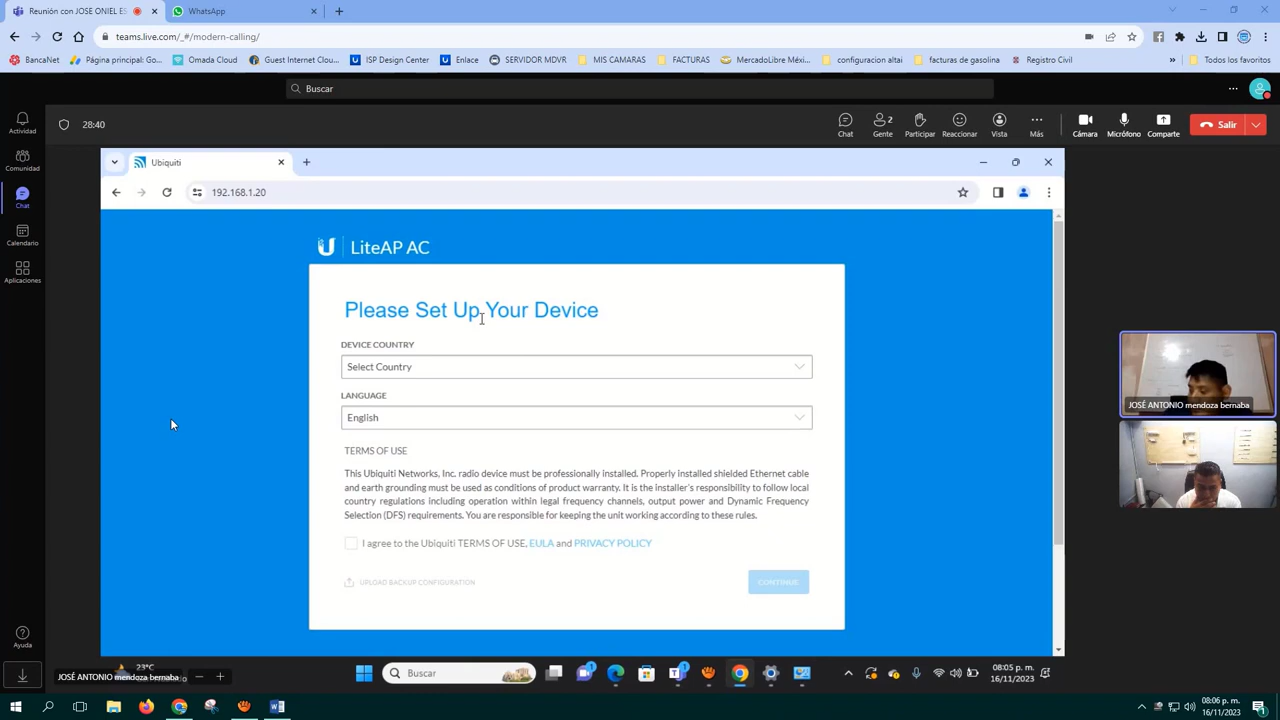 Reunión con JOSE ONIEL ES
WhatsApp
teams.live.com/_#/modern-calling/
BancaNet
Página principal: Go...
Omada Cloud
Guest Internet Clou...
ISP Design Center
Enlace
SERVIDOR MDVR
MIS CAMARAS
FACTURAS
MercadoLibre Méxi...
configuracion altai
facturas de gasolina
Registro Civil
Todos los favoritos
Buscar
28:40
Chat
Gente
2
Participar
Reaccionar
Vista
Más
Cámara
Micrófono
Comparte
Salir
Actividad
Comunidad
Chat
Calendario
Aplicaciones
Ayuda
Ubiquiti
192.168.1.20
LiteAP AC
Please Set Up Your Device
DEVICE COUNTRY
Select Country
LANGUAGE
English
TERMS OF USE
This Ubiquiti Networks, Inc. radio device must be professionally installed. Properly installed shielded Ethernet cable
and earth grounding must be used as conditions of product warranty. It is the installer's responsibility to follow local
country regulations including operation within legal frequency channels, output power and Dynamic Frequency
Selection (DFS) requirements. You are responsible for keeping the unit working according to these rules.
I agree to the Ubiquiti TERMS OF USE, EULA and PRIVACY POLICY
UPLOAD BACKUP CONFIGURATION
CONTINUE
JOSÉ ANTONIO mendoza bernaba
23°C
JOSÉ ANTONIO mendoza bernaba
Buscar
08:05 p. m.
16/11/2023
08:06 p. m.
16/11/2023